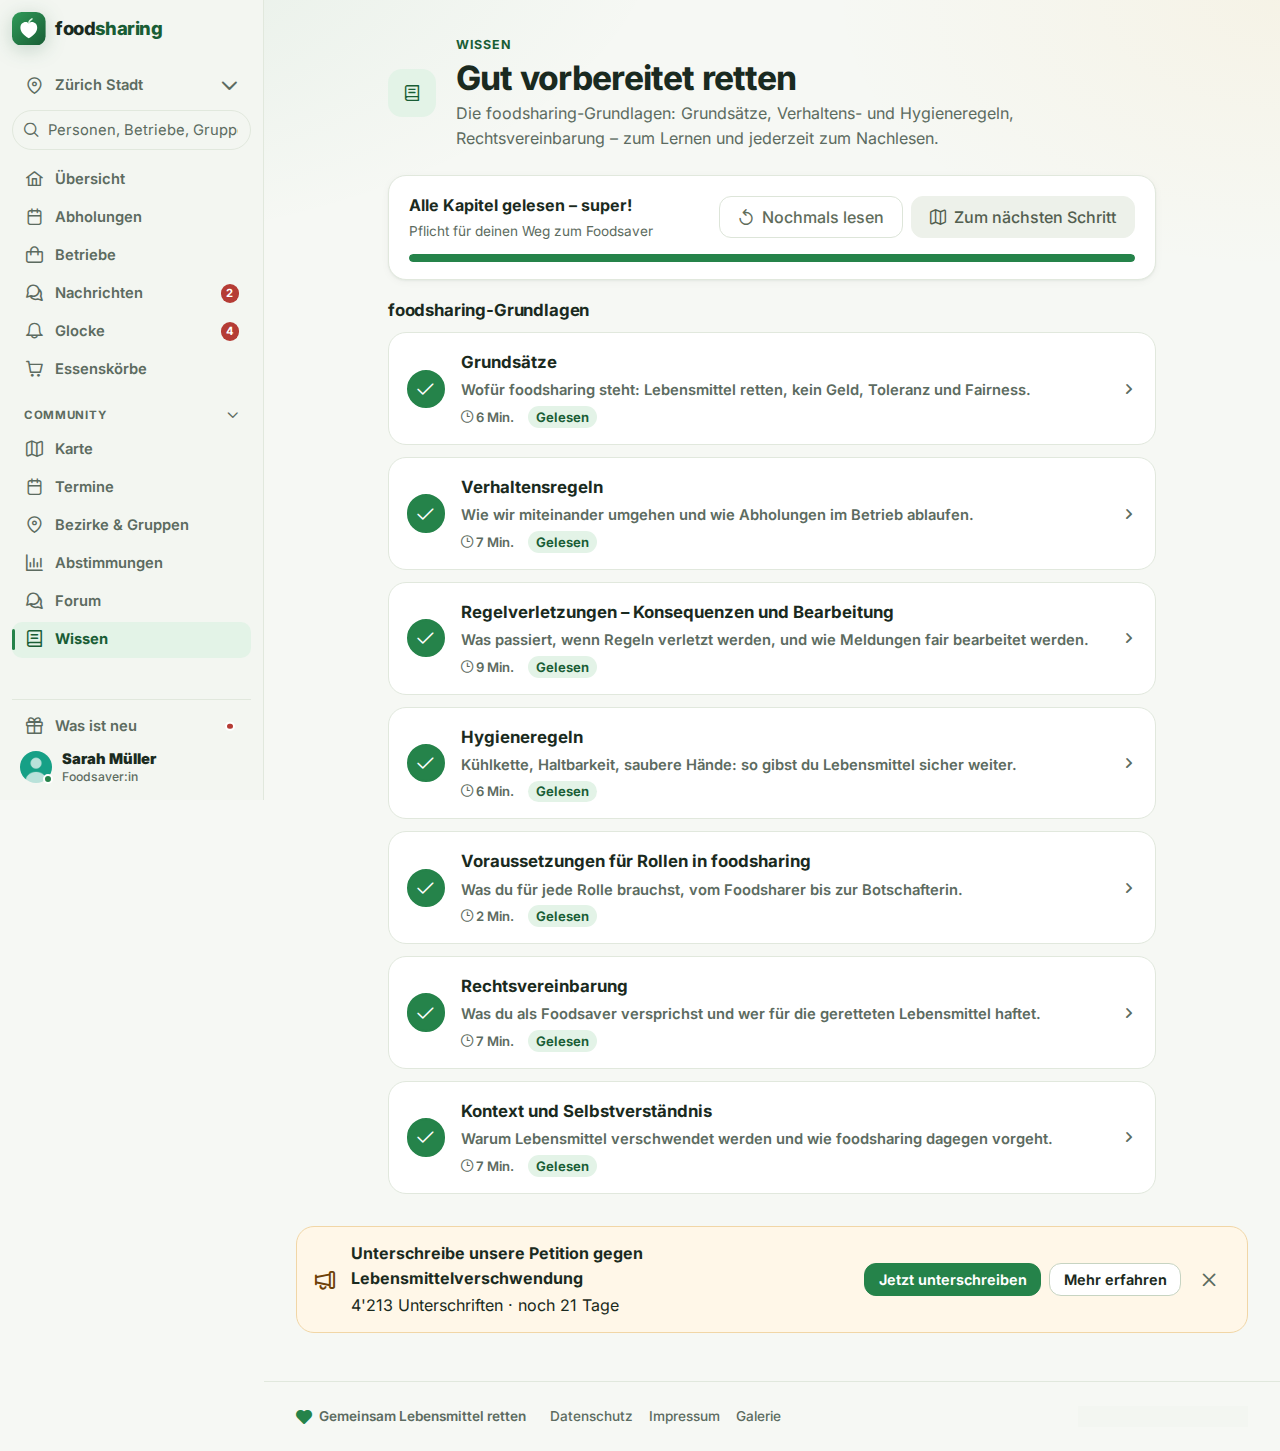 foodsharing
Zürich Stadt
Personen, Betriebe, Grupp
Übersicht
Abholungen
Betriebe
Nachrichten 2
Glocke 4
Essenskörbe
COMMUNITY
Karte
Termine
Bezirke & Gruppen
Abstimmungen
Forum
Wissen
Was ist neu
Sarah Müller
Foodsaver:in
WISSEN
Gut vorbereitet retten
Die foodsharing-Grundlagen: Grundsätze, Verhaltens- und Hygieneregeln,
Rechtsvereinbarung – zum Lernen und jederzeit zum Nachlesen.
Alle Kapitel gelesen – super!
Pflicht für deinen Weg zum Foodsaver
Nochmals lesen
Zum nächsten Schritt
foodsharing-Grundlagen
Grundsätze
Wofür foodsharing steht: Lebensmittel retten, kein Geld, Toleranz und Fairness.
6 Min. Gelesen
Verhaltensregeln
Wie wir miteinander umgehen und wie Abholungen im Betrieb ablaufen.
7 Min. Gelesen
Regelverletzungen – Konsequenzen und Bearbeitung
Was passiert, wenn Regeln verletzt werden, und wie Meldungen fair bearbeitet werden.
9 Min. Gelesen
Hygieneregeln
Kühlkette, Haltbarkeit, saubere Hände: so gibst du Lebensmittel sicher weiter.
6 Min. Gelesen
Voraussetzungen für Rollen in foodsharing
Was du für jede Rolle brauchst, vom Foodsharer bis zur Botschafterin.
2 Min. Gelesen
Rechtsvereinbarung
Was du als Foodsaver versprichst und wer für die geretteten Lebensmittel haftet.
7 Min. Gelesen
Kontext und Selbstverständnis
Warum Lebensmittel verschwendet werden und wie foodsharing dagegen vorgeht.
7 Min. Gelesen
Unterschreibe unsere Petition gegen
Lebensmittelverschwendung
4'213 Unterschriften · noch 21 Tage
Jetzt unterschreiben
Mehr erfahren
Gemeinsam Lebensmittel retten Datenschutz Impressum Galerie